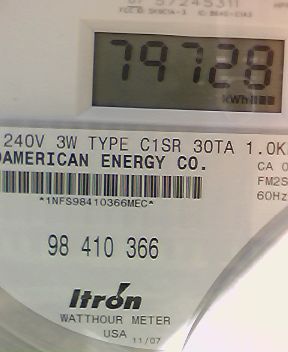 79728
kWh
240V 3W TYPE C1SR 30TA 1.0K
AMERICAN ENERGY CO.
CA 0
FM2S
60Hz
*1NFS98410366MEC*
98 410 366
Itron
WATTHOUR METER
USA 11/07